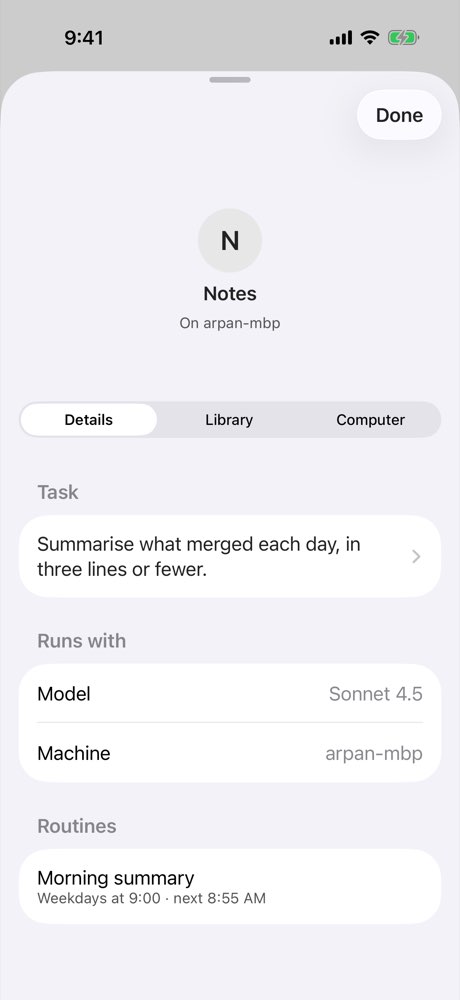 9:41
Done
N
Notes
On arpan-mbp
Details
Library
Computer
Task
Summarise what merged each day, in
three lines or fewer.
Runs with
Model
Sonnet 4.5
Machine
arpan-mbp
Routines
Morning summary
Weekdays at 9:00 · next 8:55 AM